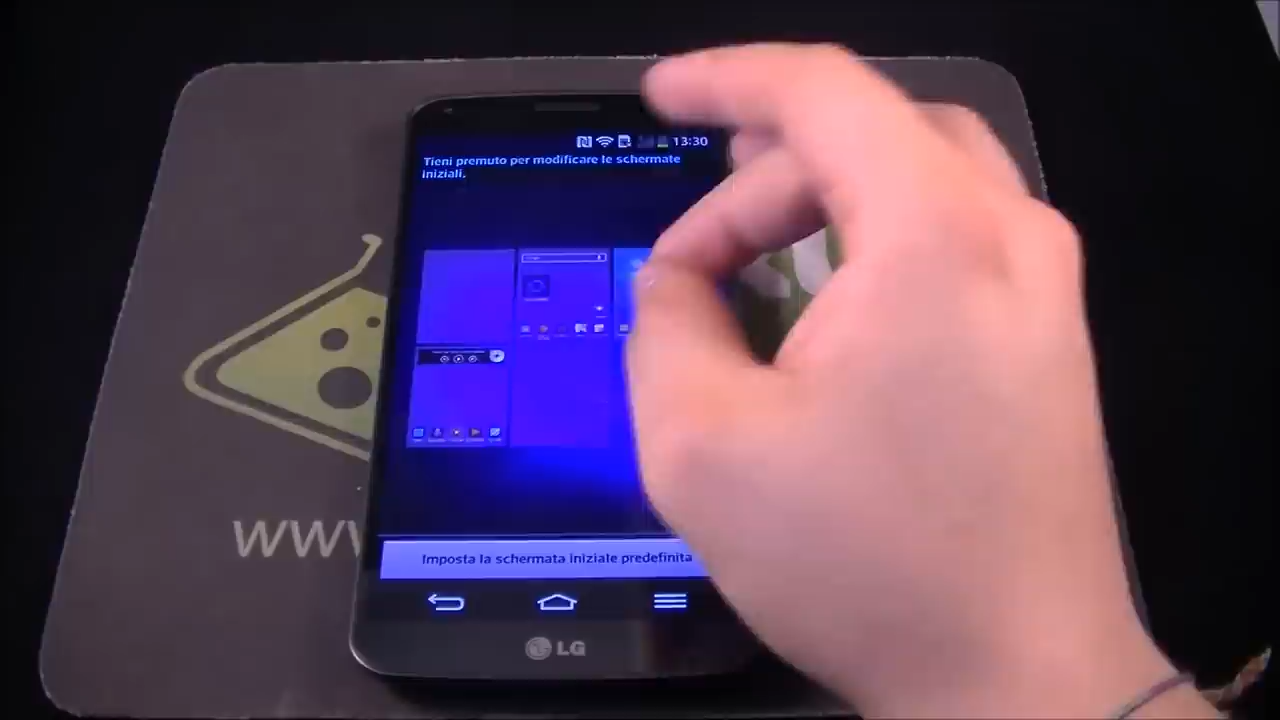 13:30
Tieni premuto per modificare le schermate
iniziali.
Imposta la schermata iniziale predefinita
LG
www